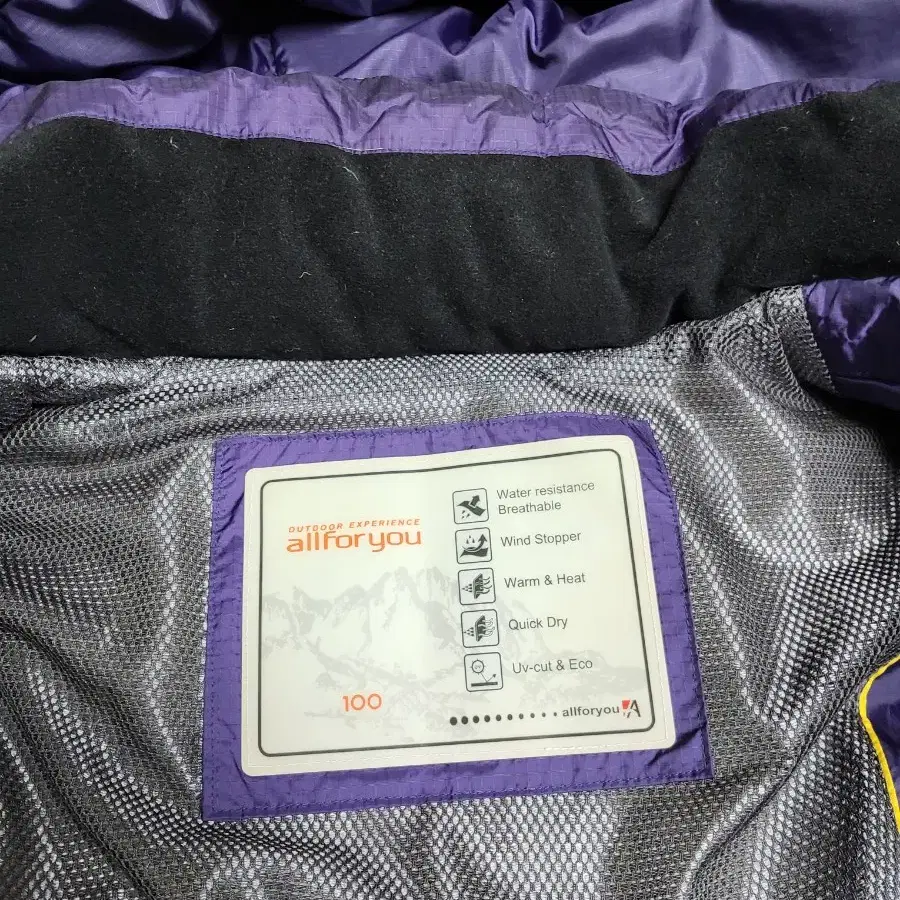 OUTDOOR EXPERIENCE
allforyou
100
Water resistance
Breathable
Wind Stopper
Warm & Heat
Quick Dry
Uv-cut & Eco
allforyou A